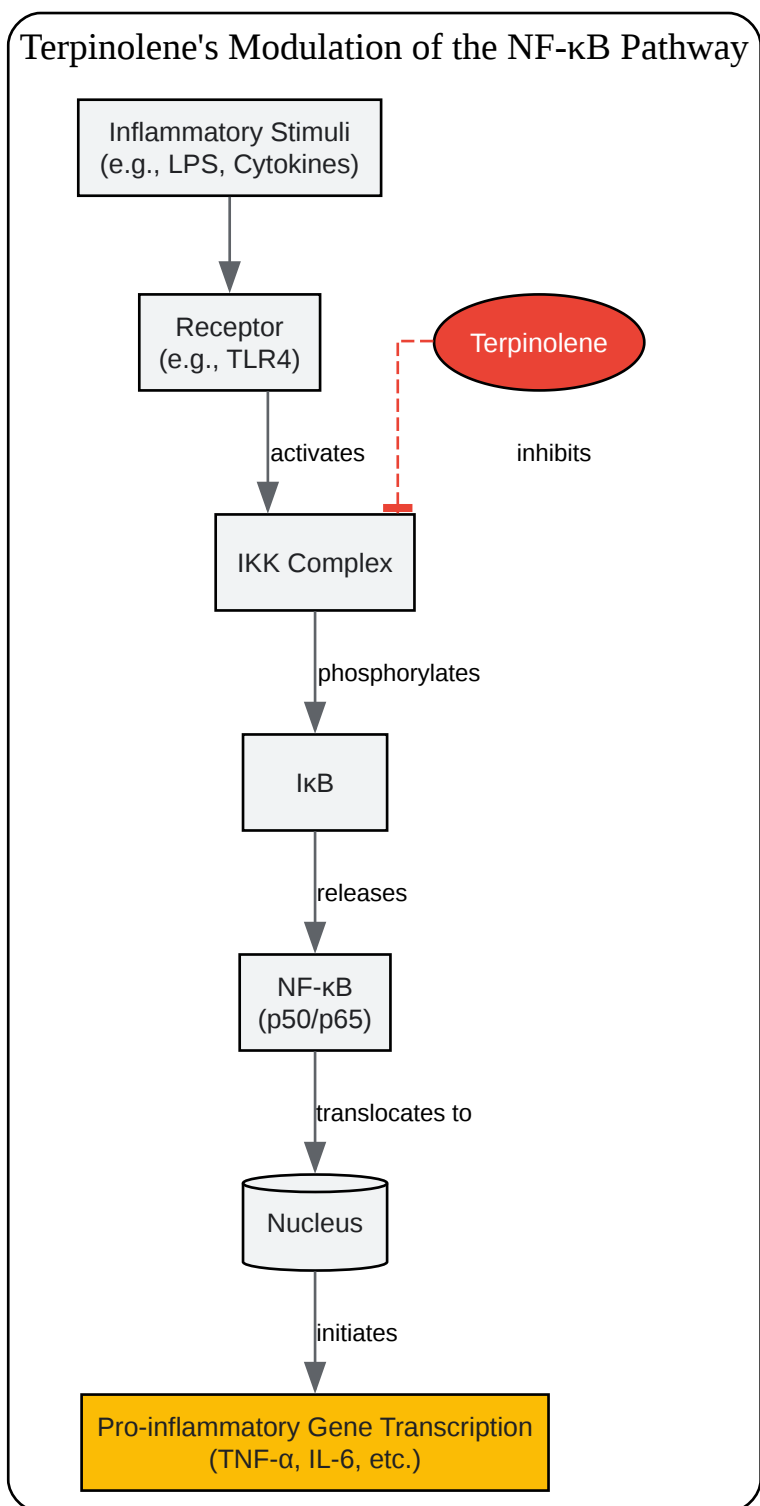 Terpinolene's Modulation of the NF-κB Pathway
Inflammatory Stimuli
(e.g., LPS, Cytokines)
Receptor
(e.g., TLR4)
Terpinolene
activates
inhibits
IKK Complex
phosphorylates
IκB
releases
NF-κB
(p50/p65)
translocates to
Nucleus
initiates
Pro-inflammatory Gene Transcription
(TNF-α, IL-6, etc.)